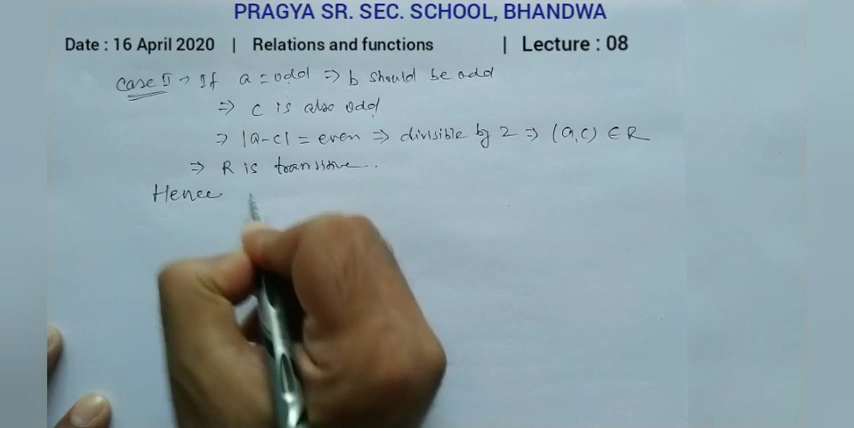 PRAGYA SR. SEC. SCHOOL, BHANDWA
Date : 16 April 2020 | Relations and functions | Lecture : 08
Case I → If a = odd ⇒ b should be odd
⇒ c is also odd
⇒ |a-c| = even ⇒ divisible by 2 ⇒ (a,c) ∈ R
⇒ R is transitive.
Hence